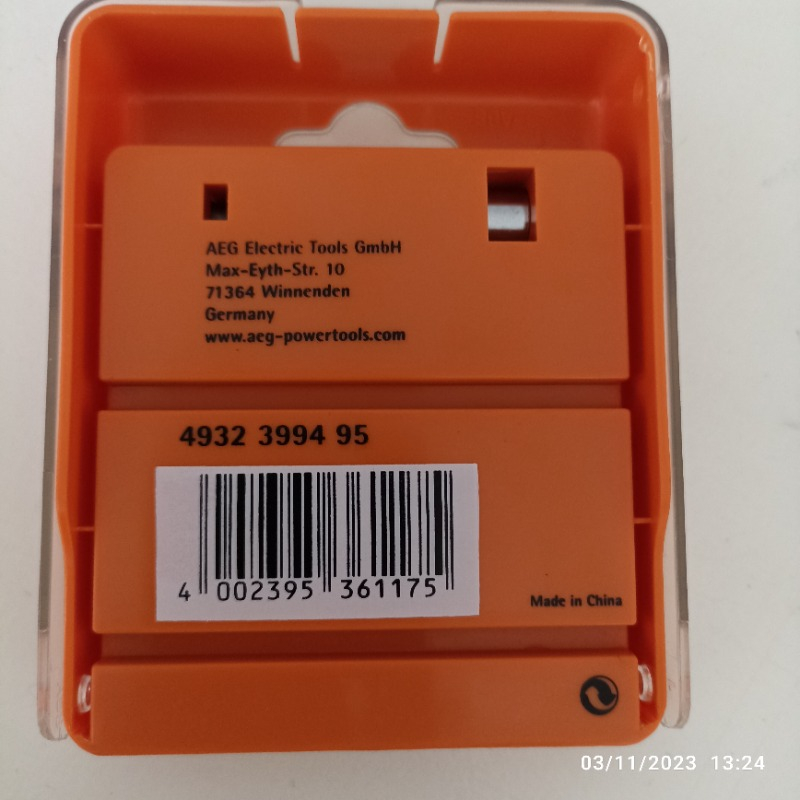 AEG Electric Tools GmbH
Max-Eyth-Str. 10
71364 Winnenden
Germany
www.aeg-powertools.com
4932 3994 95
4 002395 361175
Made in China
03/11/2023 13:24